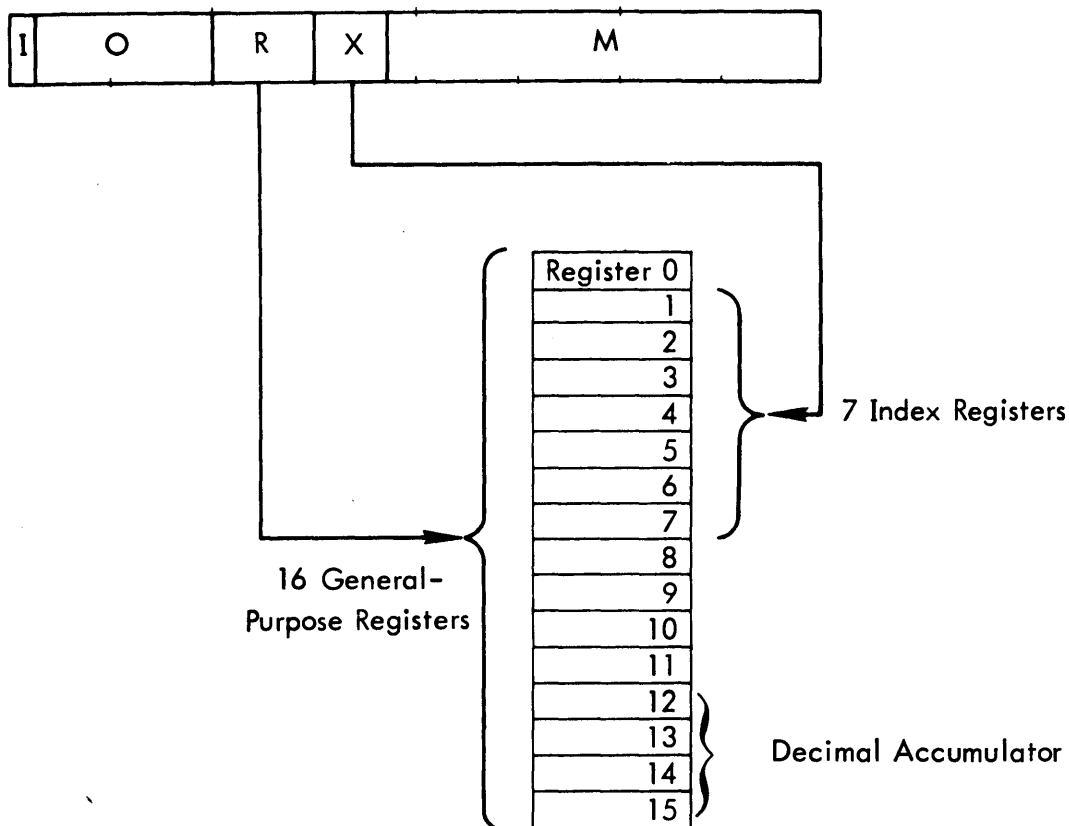 I O R X M
Register 0
1
2
3
4
7 Index Registers
5
6
7
8
16 General-
Purpose Registers
9
10
11
12
13
Decimal Accumulator
14
15